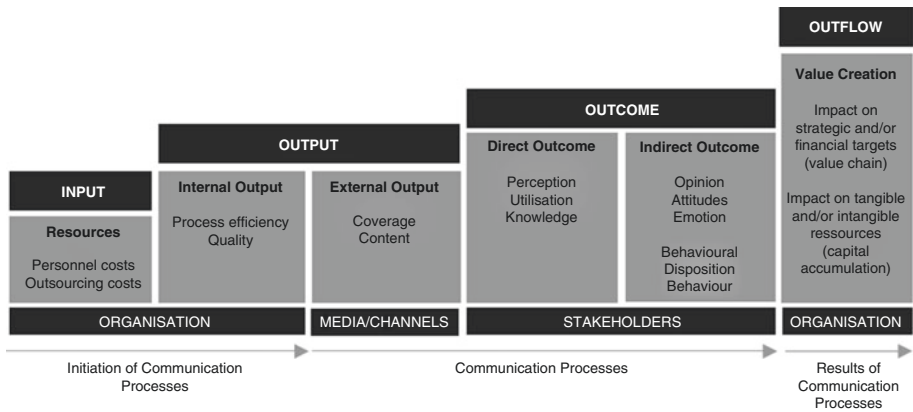 INPUT
Resources
Personnel costs
Outsourcing costs
OUTPUT
Internal Output
Process efficiency
Quality
External Output
Coverage
Content
OUTCOME
Direct Outcome
Perception
Utilisation
Knowledge
Indirect Outcome
Opinion
Attitudes
Emotion
Behavioural
Disposition
Behaviour
OUTFLOW
Value Creation
Impact on
strategic and/or
financial targets
(value chain)
Impact on tangible
and/or intangible
ressources
(capital
accumulation)
ORGANISATION
MEDIA/CHANNELS
STAKEHOLDERS
ORGANISATION
Initiation of Communication
Processes
Communication Processes
Results of
Communication
Processes